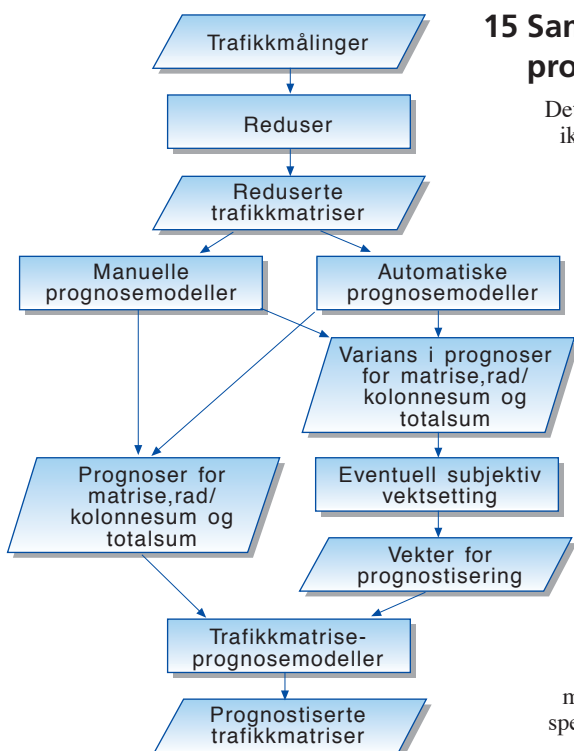 Trafikkmålinger
Reduser
Reduserte
trafikkmatriser
Manuelle
prognosemodeller
Automatiske
prognosemodeller
Varians i prognoser
for matrise,rad/
kolonnesum og
totalsum
Prognoser for
matrise,rad/
kolonnesum og
totalsum
Eventuell subjektiv
vektsetting
Vekter for
prognostisering
Trafikkmatrise-
prognosemodeller
Prognostiserte
trafikkmatriser
15 San
pro
De
ik
m
spe